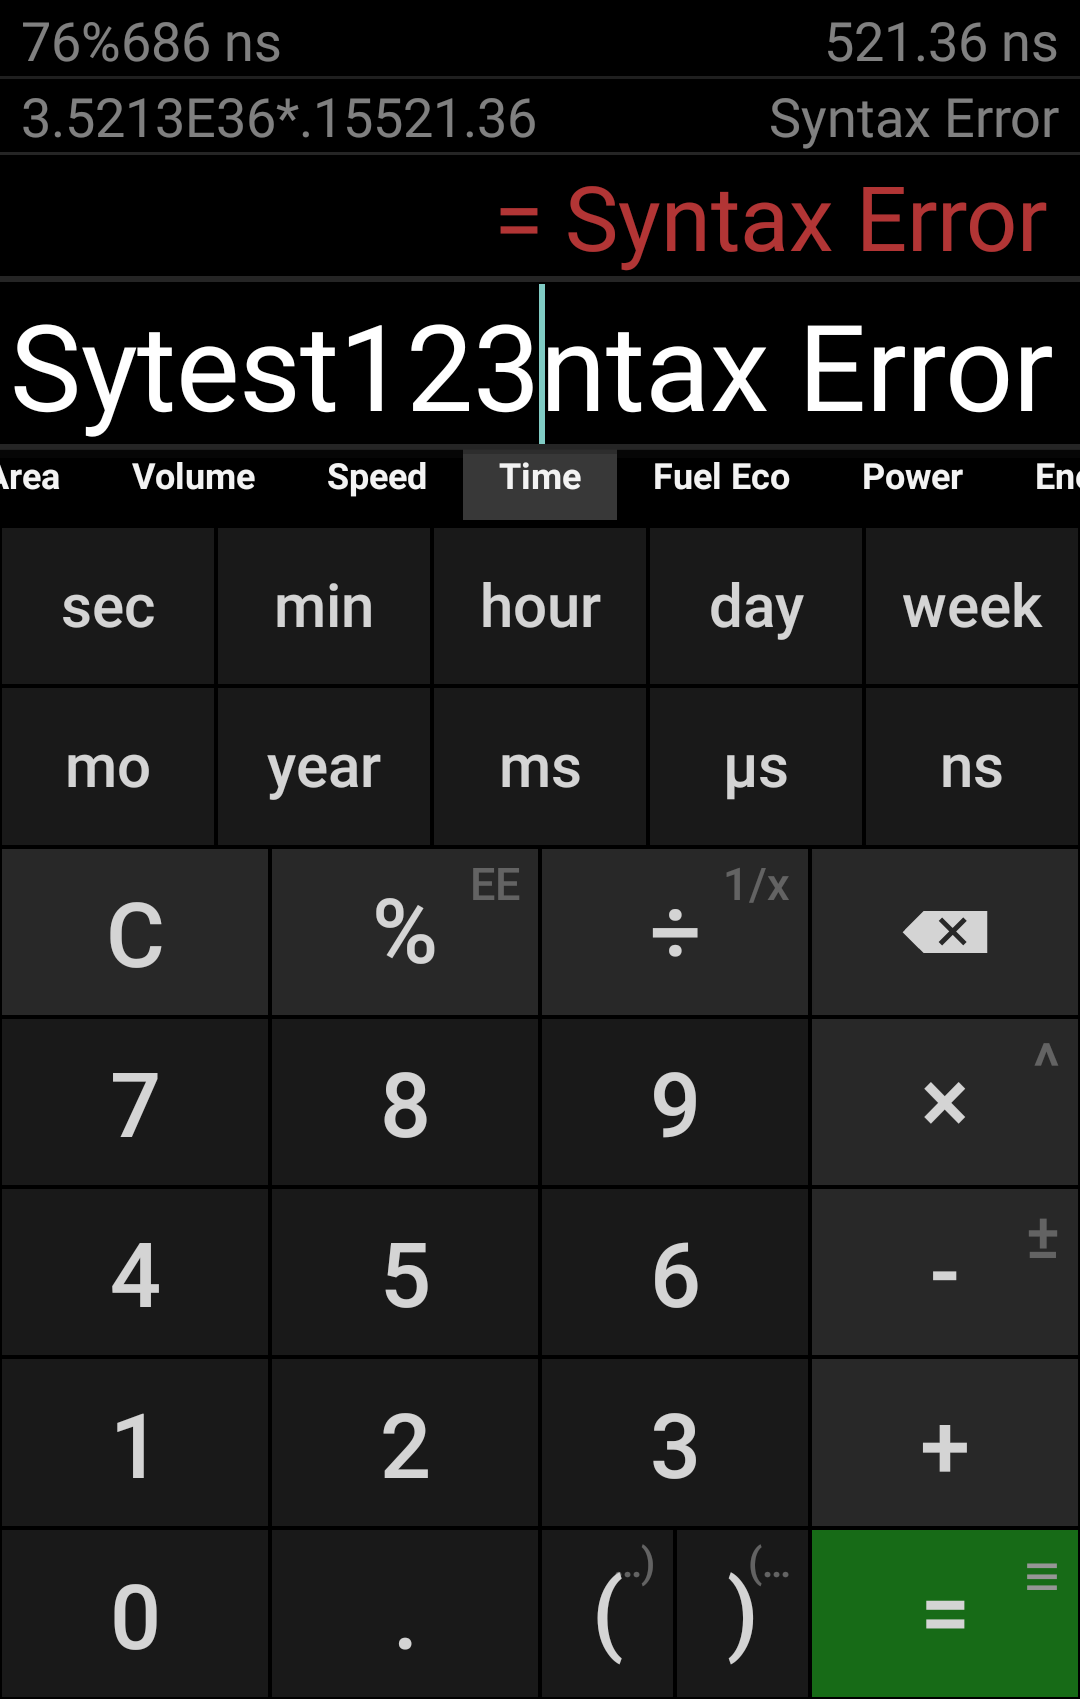 76%686 ns 521.36 ns
3.5213E36*.15521.36 Syntax Error
= Syntax Error
Sytest123ntax Error
Area Volume Speed Time Fuel Eco Power Ene
sec min hour day week
mo year ms µs ns
C % EE ÷ 1/x
7 8 9 × ^
4 5 6 - ±
1 2 3 +
0 . ( ..) ) (... = ≡